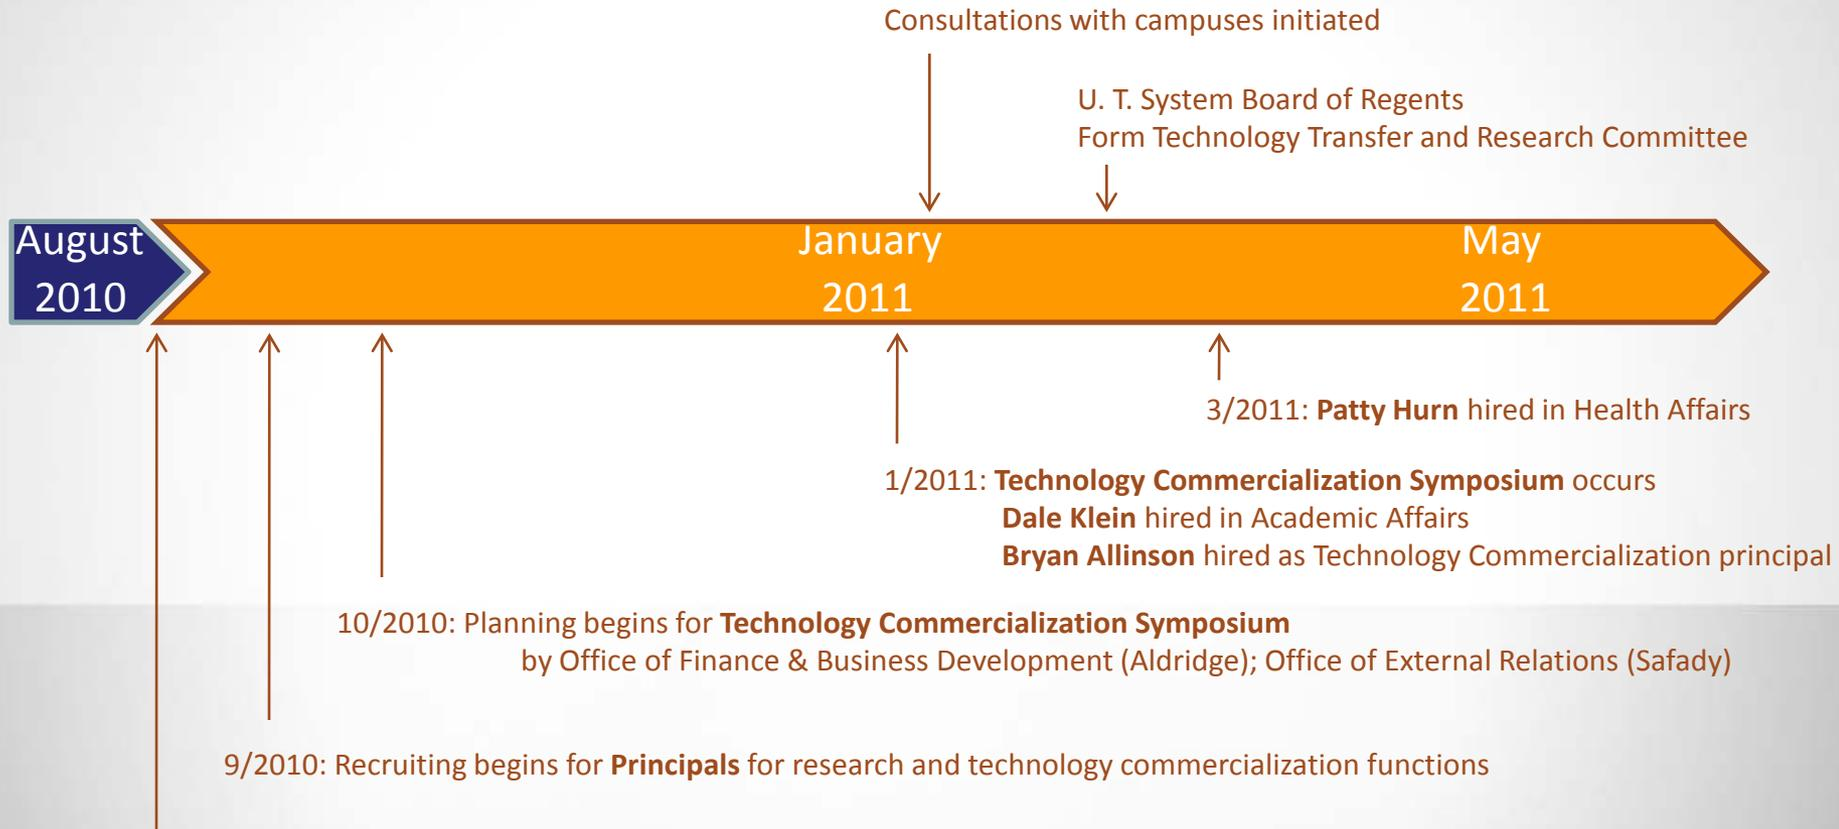 Consultations with campuses initiated
U. T. System Board of Regents
Form Technology Transfer and Research Committee
August
2010
January
2011
May
2011
3/2011: Patty Hurn hired in Health Affairs
1/2011: Technology Commercialization Symposium occurs
Dale Klein hired in Academic Affairs
Bryan Allinson hired as Technology Commercialization principal
10/2010: Planning begins for Technology Commercialization Symposium
by Office of Finance & Business Development (Aldridge); Office of External Relations (Safady)
9/2010: Recruiting begins for Principals for research and technology commercialization functions